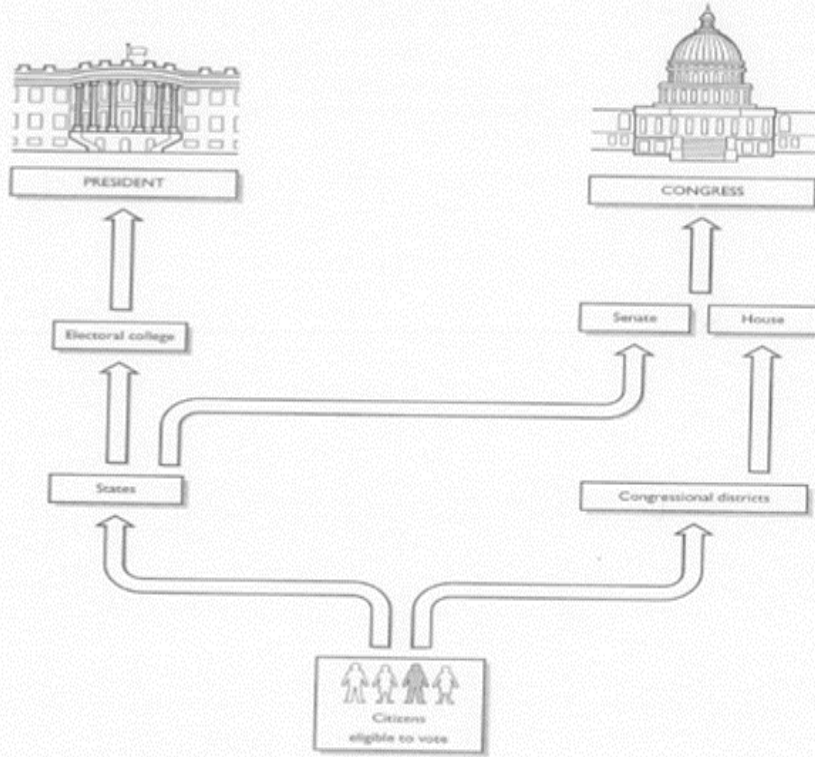 PRESIDENT
CONGRESS
Electoral college
Senate
House
States
Congressional districts
Citizens
eligible to vote